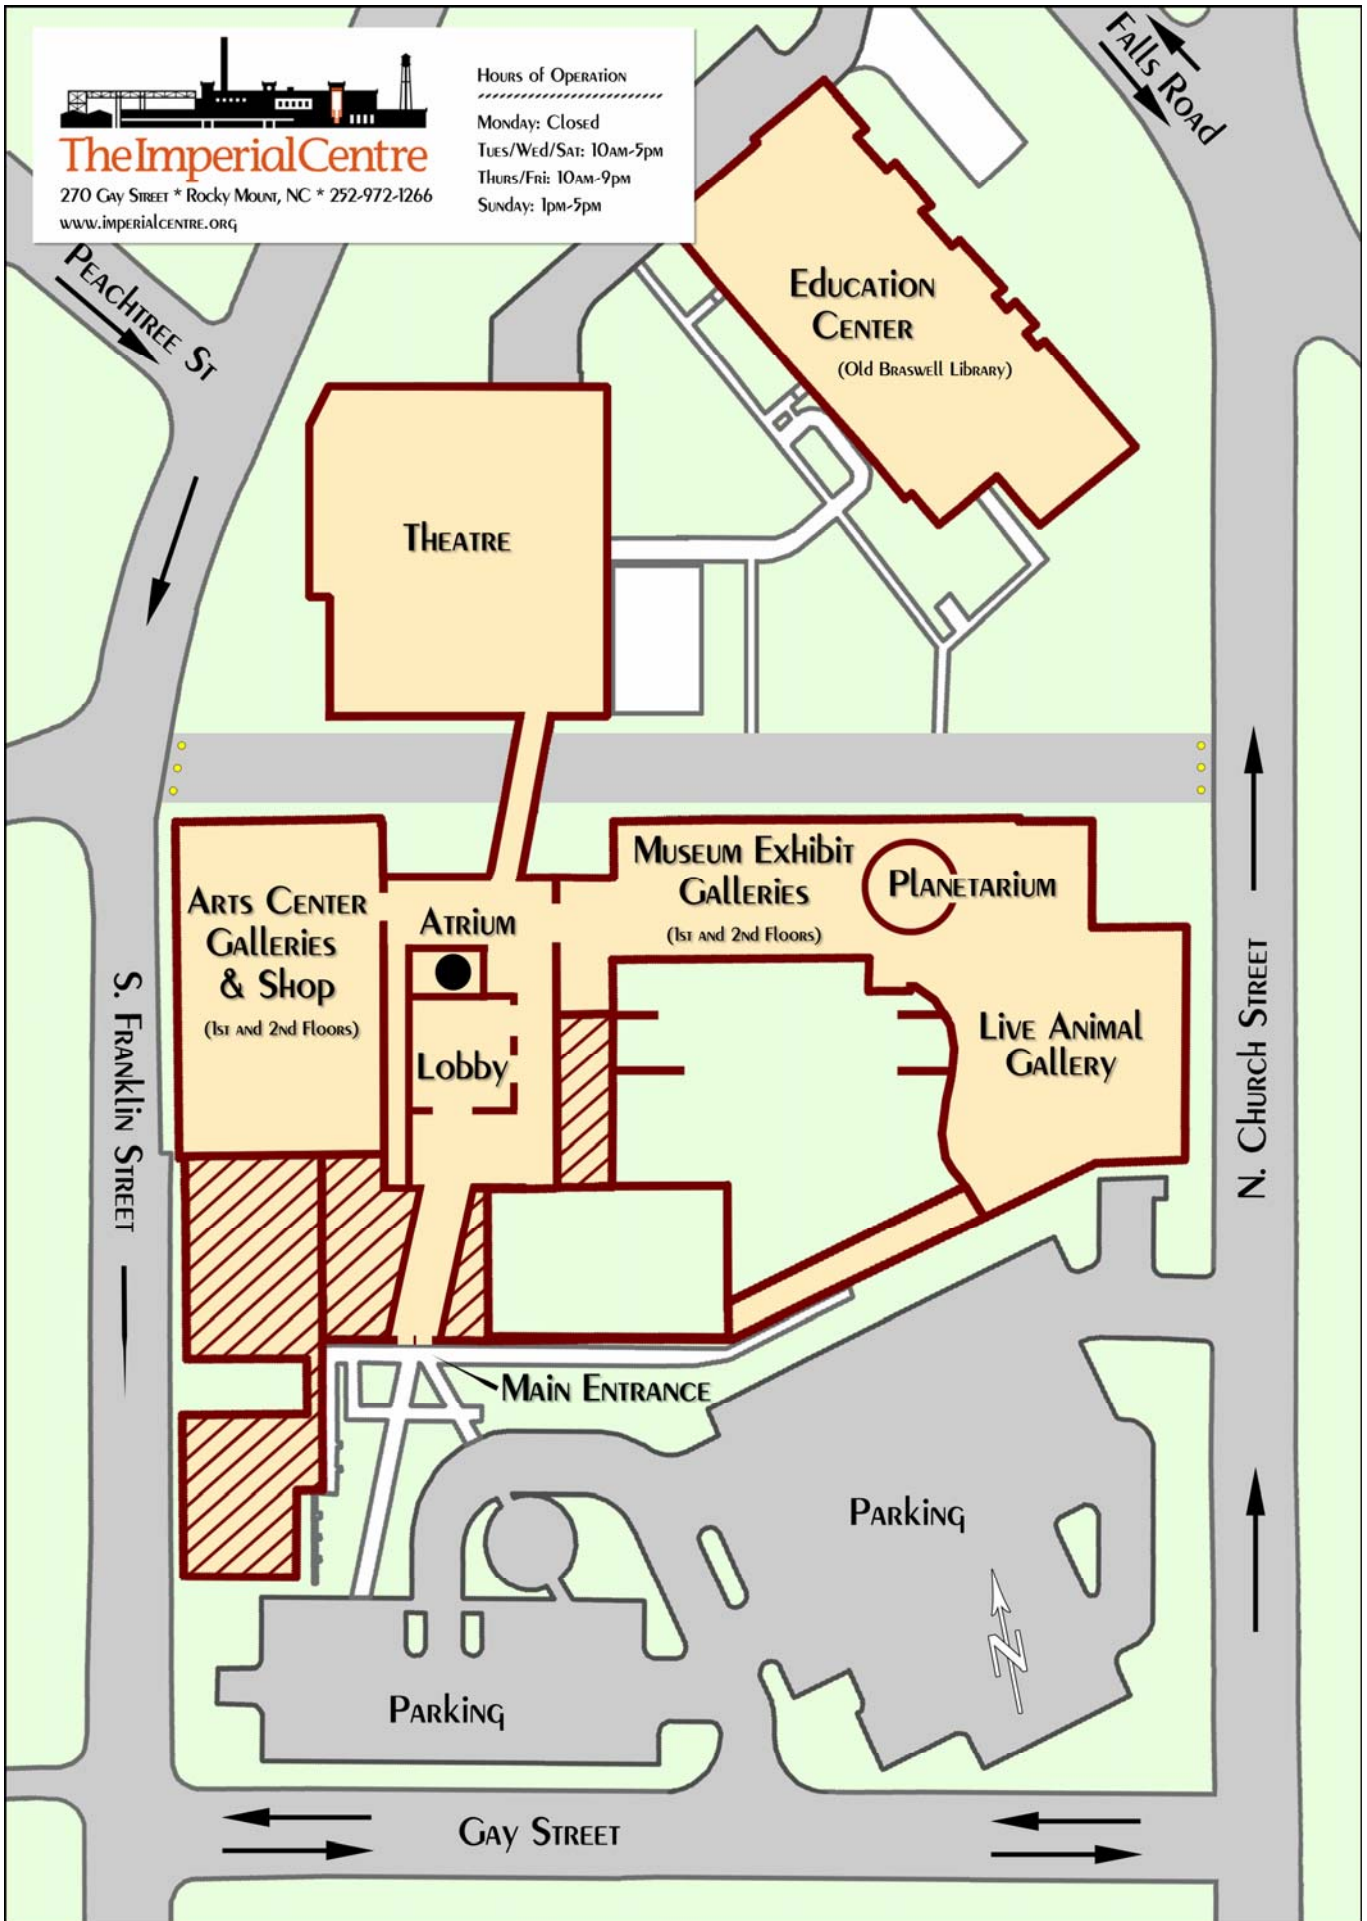 The Imperial Centre
270 Gay Street * Rocky Mount, NC * 252-972-1266
www.imperialcentre.org
Hours of Operation
Monday: Closed
Tues/Wed/Sat: 10am-5pm
Thurs/Fri: 10am-9pm
Sunday: 1pm-5pm
Falls Road
Peachtree St
Education
Center
(Old Braswell Library)
Theatre
Museum Exhibit
Galleries
(1st and 2nd Floors)
Planetarium
Arts Center
Galleries
& Shop
(1st and 2nd Floors)
Atrium
Lobby
Live Animal
Gallery
S. Franklin Street
N. Church Street
Main Entrance
Parking
N
Parking
Gay Street